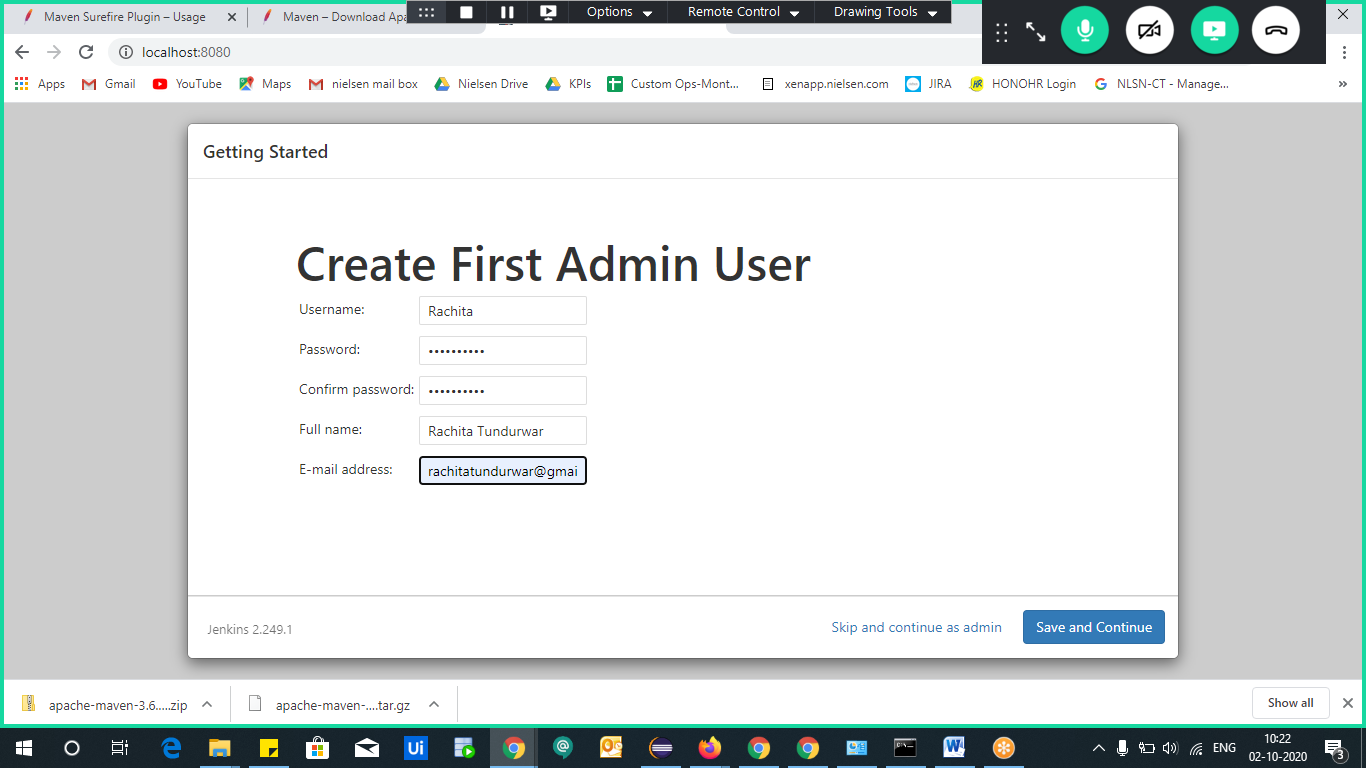 Maven Surefire Plugin – Usage
Maven – Download Apa
Options
Remote Control
Drawing Tools
localhost:8080
Apps
Gmail
YouTube
Maps
nielsen mail box
Nielsen Drive
KPIs
Custom Ops-Mont...
xenapp.nielsen.com
JIRA
HONOHR Login
NLSN-CT - Manage...
»
Getting Started
Create First Admin User
Username:
Rachita
Password:
••••••••••
Confirm password:
••••••••••
Full name:
Rachita Tundurwar
E-mail address:
rachitatundurwar@gmai
Jenkins 2.249.1
Skip and continue as admin
Save and Continue
apache-maven-3.6.....zip
apache-maven-....tar.gz
Show all
Ui
ENG
10:22
02-10-2020
3